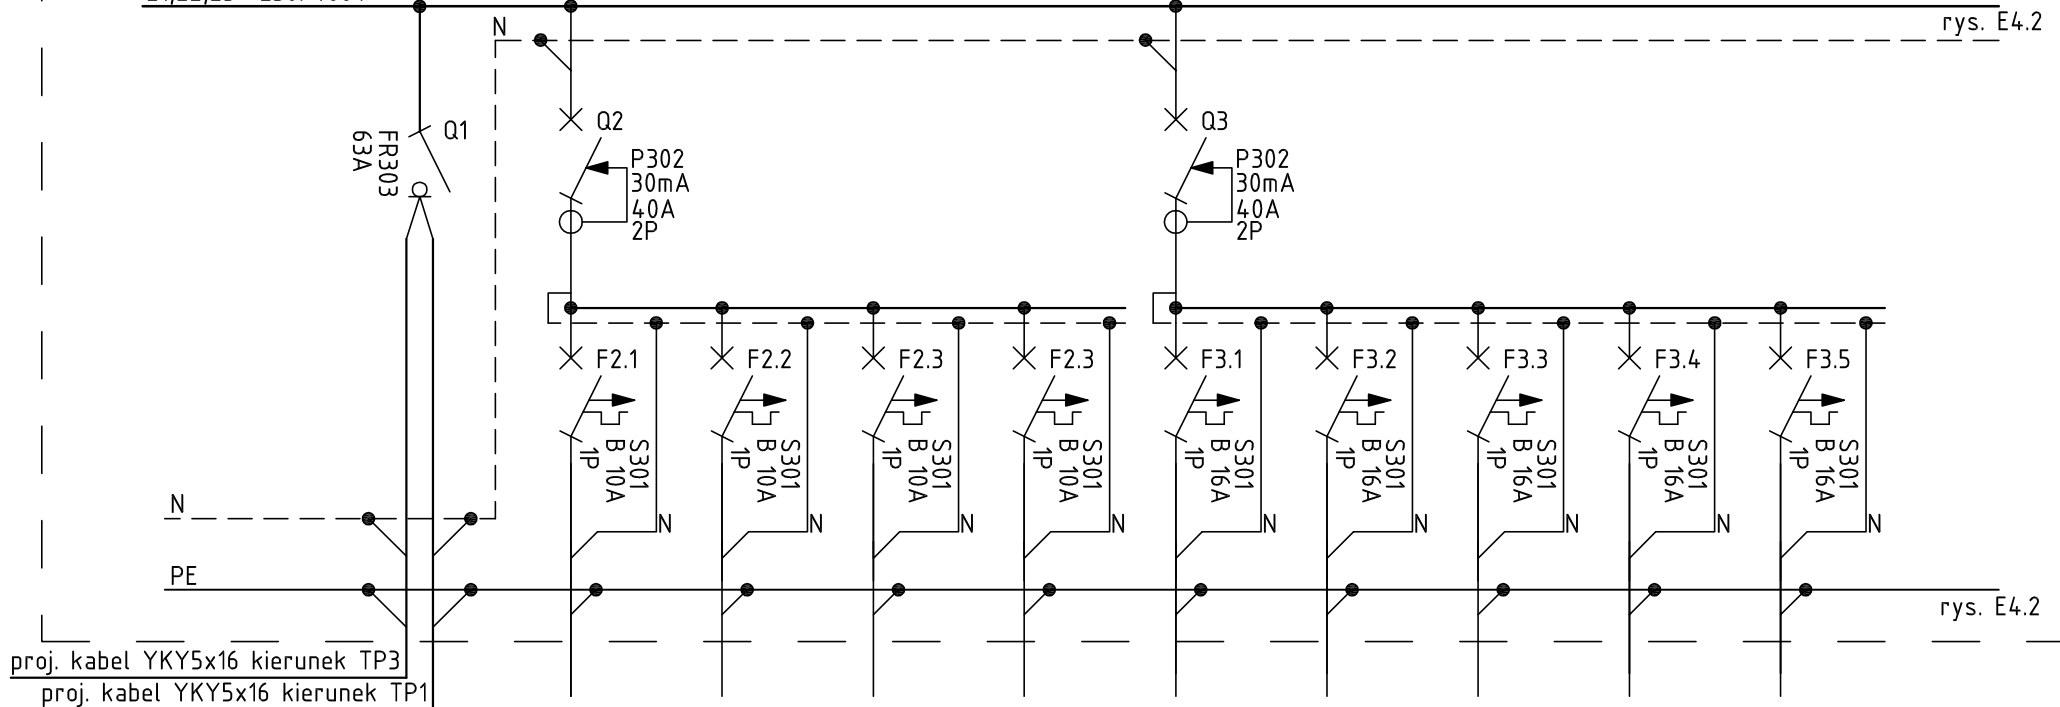 rys. E4.2
N
Q1
FR303
63A
Q2
P302
30mA
40A
2P
Q3
P302
30mA
40A
2P
F2.1
S301
B 10A
1P
N
F2.2
S301
B 10A
1P
N
F2.3
S301
B 10A
1P
N
F2.3
S301
B 10A
1P
N
F3.1
S301
B 16A
1P
N
F3.2
S301
B 16A
1P
N
F3.3
S301
B 16A
1P
N
F3.4
S301
B 16A
1P
N
F3.5
S301
B 16A
1P
N
N
PE
rys. E4.2
proj. kabel YKY5x16 kierunek TP3
proj. kabel YKY5x16 kierunek TP1